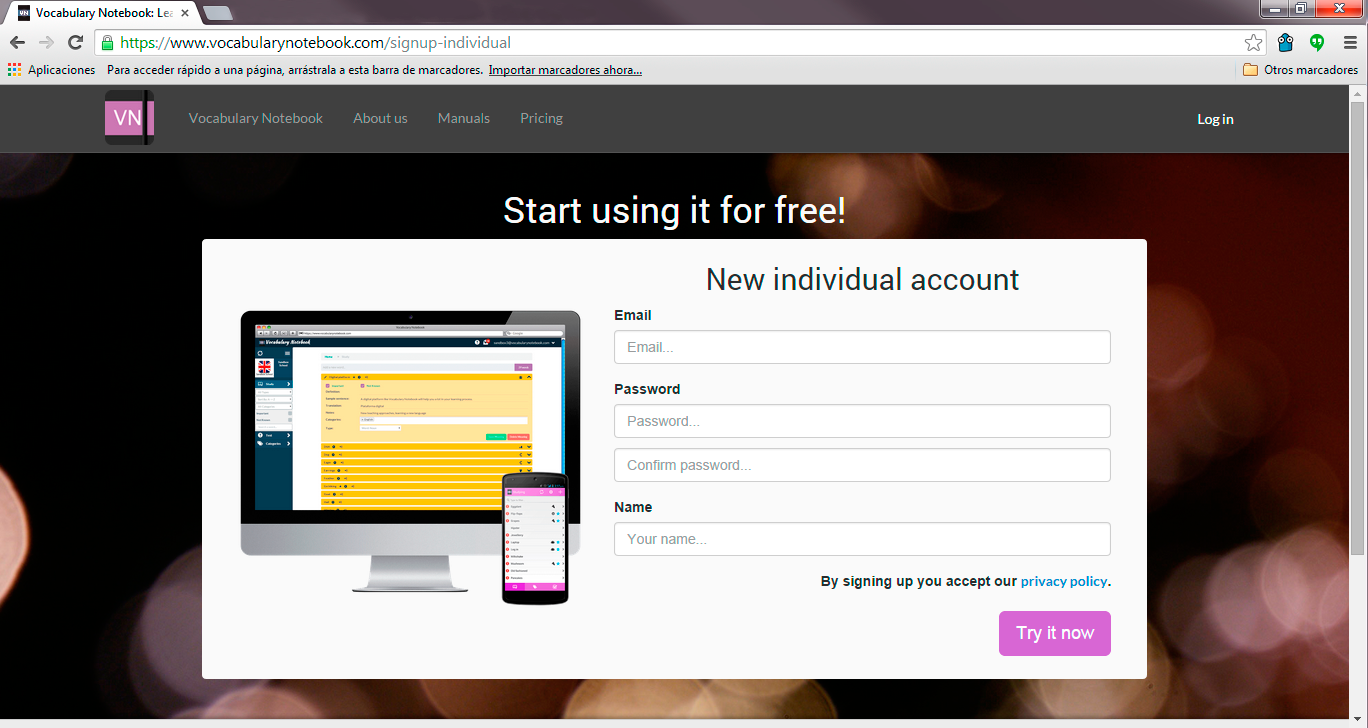 Vocabulary Notebook: Lea
https://www.vocabularynotebook.com/signup-individual
Aplicaciones Para acceder rápido a una página, arrástrala a esta barra de marcadores. Importar marcadores ahora... Otros marcadores
VN Vocabulary Notebook About us Manuals Pricing Log in
Start using it for free!
New individual account
Email
Email...
Password
Password...
Confirm password...
Name
Your name...
By signing up you accept our privacy policy.
Try it now
Vocabulary Notebook